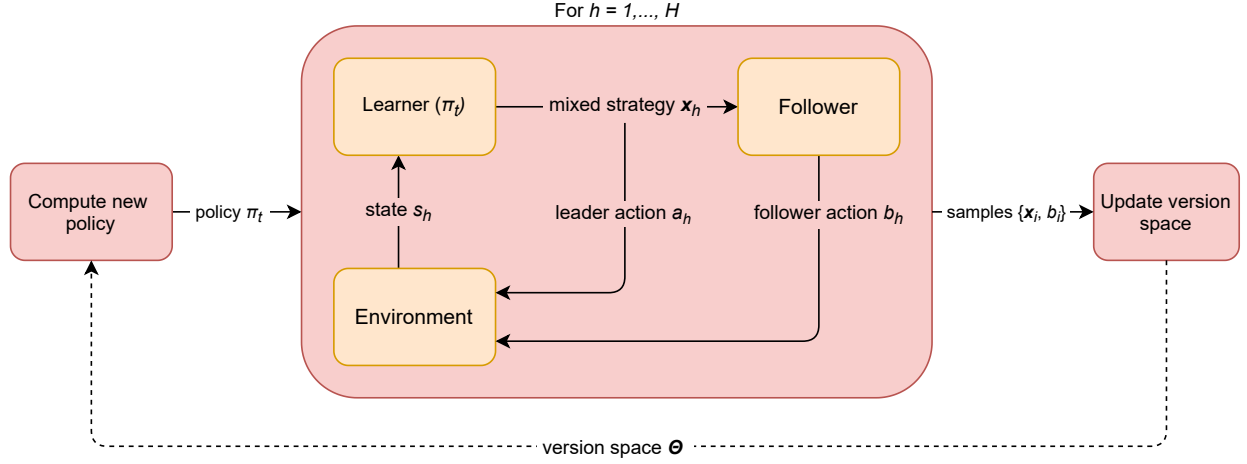 For h = 1,..., H
Learner (π_t)
mixed strategy x_h
Follower
Compute new
policy
policy π_t
state s_h
leader action a_h
follower action b_h
samples {x_i, b_i}
Update version
space
Environment
version space Θ